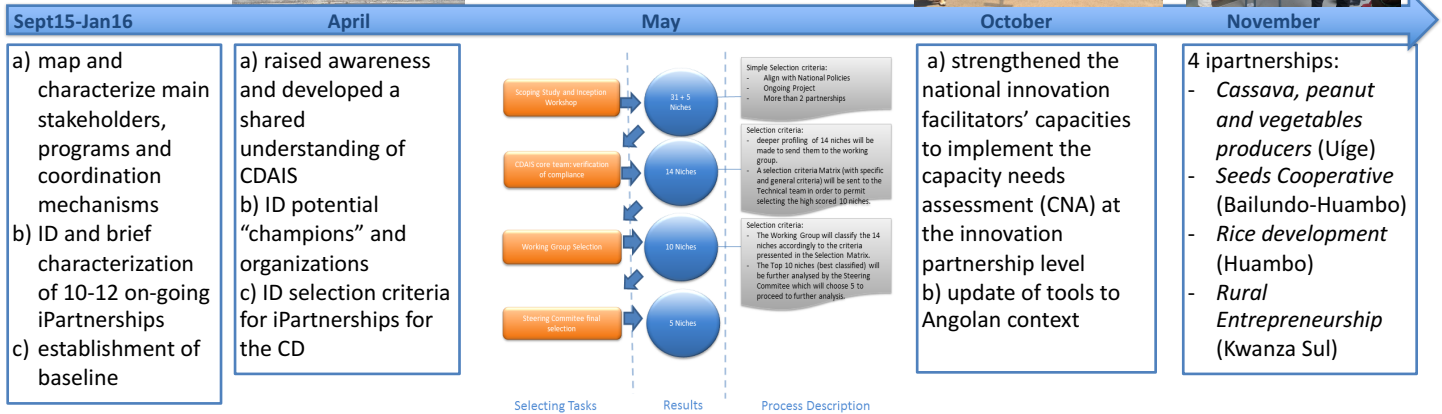 Sept15-Jan16
April
May
October
November
a) map and
characterize main
stakeholders,
programs and
coordination
mechanisms
b) ID and brief
characterization
of 10-12 on-going
iPartnerships
c) establishment of
baseline
a) raised awareness
and developed a
shared
understanding of
CDAIS
b) ID potential
“champions” and
organizations
c) ID selection criteria
for iPartnerships for
the CD
Scoping Study and Inception
Workshop
31 + 5
Niches
Simple Selection criteria:
- Align with National Policies
- Ongoing Project
- More than 2 partnerships
CDAIS core team: verification
of compliance
14 Niches
Selection criteria:
- deeper profiling of 14 niches will be
made to send them to the working
group.
- A selection criteria Matrix (with specific
and general criteria) will be sent to the
Technical team in order to permit
selecting the high scored 10 niches.
Working Group Selection
10 Niches
Selection criteria:
- The Working Group will classify the 14
niches accordingly to the criteria
presented in the Selection Matrix.
- The Top 10 niches (best classified) will
be further analysed by the Steering
Commitee which will choose 5 to
proceed to further analysis.
Steering Commitee final
selection
5 Niches
Selecting Tasks
Results
Process Description
a) strengthened the
national innovation
facilitators’ capacities
to implement the
capacity needs
assessment (CNA) at
the innovation
partnership level
b) update of tools to
Angolan context
4 ipartnerships:
- Cassava, peanut
and vegetables
producers (Uíge)
- Seeds Cooperative
(Bailundo-Huambo)
- Rice development
(Huambo)
- Rural
Entrepreneurship
(Kwanza Sul)